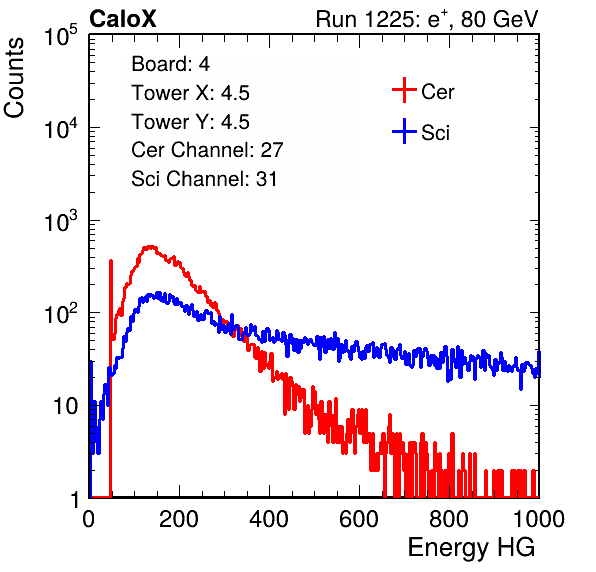 CaloX Run 1225: e⁺, 80 GeV
Counts
10⁵
10⁴
10³
10²
10
1
Board: 4
Tower X: 4.5
Tower Y: 4.5
Cer Channel: 27
Sci Channel: 31
Cer
Sci
0 200 400 600 800 1000
Energy HG